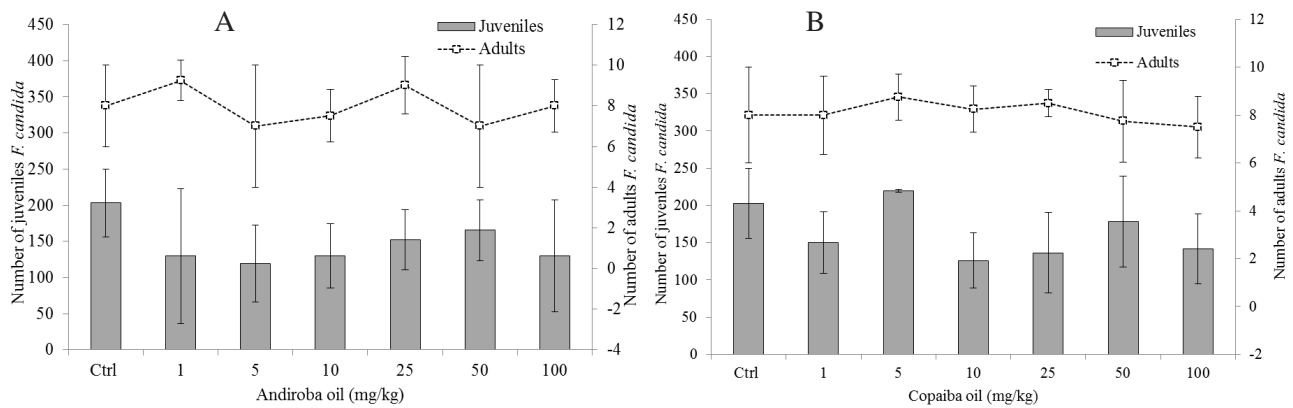 A
Number of juveniles F. candida
450
400
350
300
250
200
150
100
50
0
Juveniles
Adults
12
10
8
6
4
2
0
-2
-4
Number of adults F. candida
Ctrl 1 5 10 25 50 100
Andiroba oil (mg/kg)
B
Number of juveniles F. candida
450
400
350
300
250
200
150
100
50
0
Juveniles
Adults
12
10
8
6
4
2
0
-2
Number of adults F. candida
Ctrl 1 5 10 25 50 100
Copaiba oil (mg/kg)